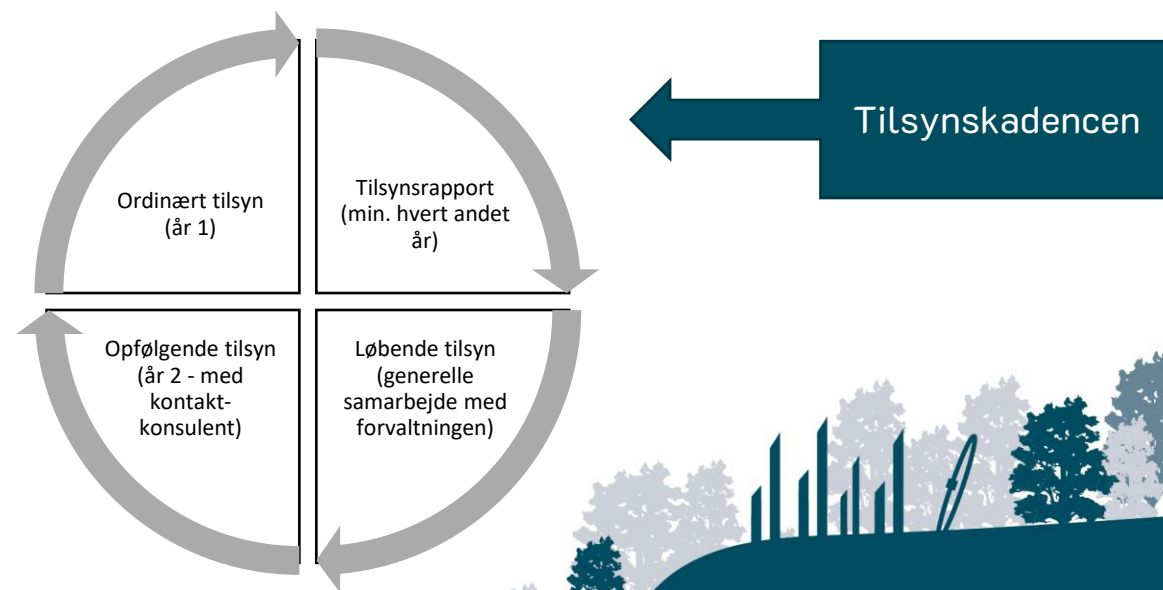 Tilsynskadencen
Ordinært tilsyn
(år 1)
Tilsynsrapport
(min. hvert andet
år)
Opfølgende tilsyn
(år 2 - med
kontakt-
konsulent)
Løbende tilsyn
(generelle
samarbejde med
forvaltningen)